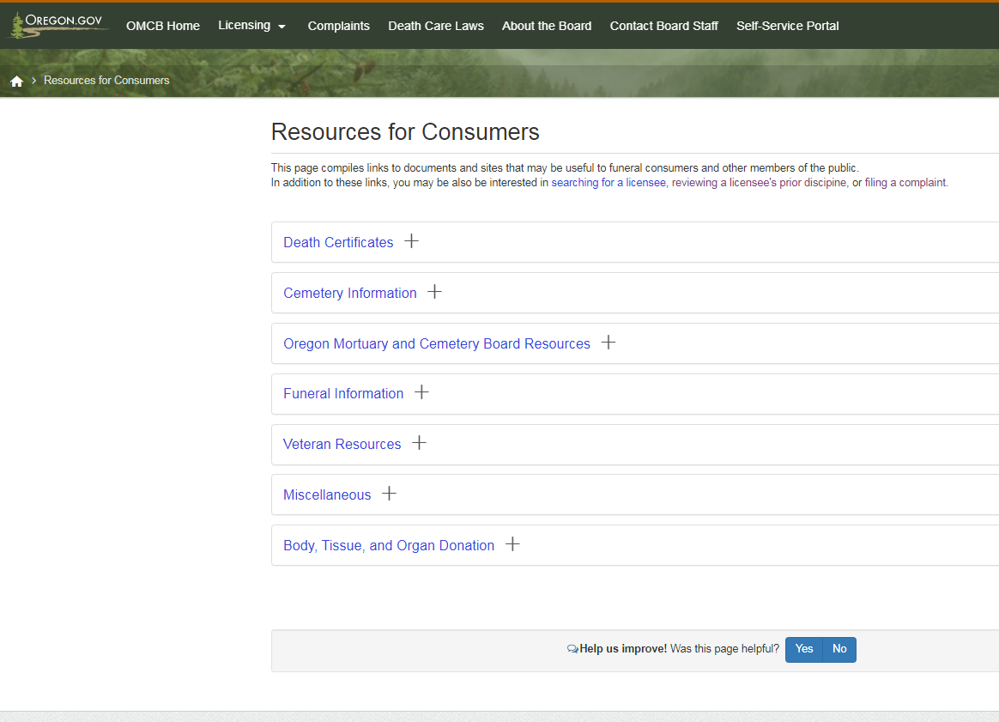 OREGON.GOV
OMCB Home Licensing Complaints Death Care Laws About the Board Contact Board Staff Self-Service Portal
Resources for Consumers
Resources for Consumers
This page compiles links to documents and sites that may be useful to funeral consumers and other members of the public.
In addition to these links, you may be also be interested in searching for a licensee, reviewing a licensee's prior discipine, or filing a complaint.
Death Certificates
Cemetery Information
Oregon Mortuary and Cemetery Board Resources
Funeral Information
Veteran Resources
Miscellaneous
Body, Tissue, and Organ Donation
Help us improve! Was this page helpful? Yes No